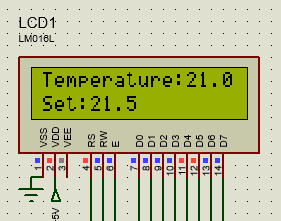 LCD1
LM016L
Temperature:21.0
Set:21.5
VSS VDD VEE RS RW E D0 D1 D2 D3 D4 D5 D6 D7
1 2 3 4 5 6 7 8 9 10 11 12 13 14
5V